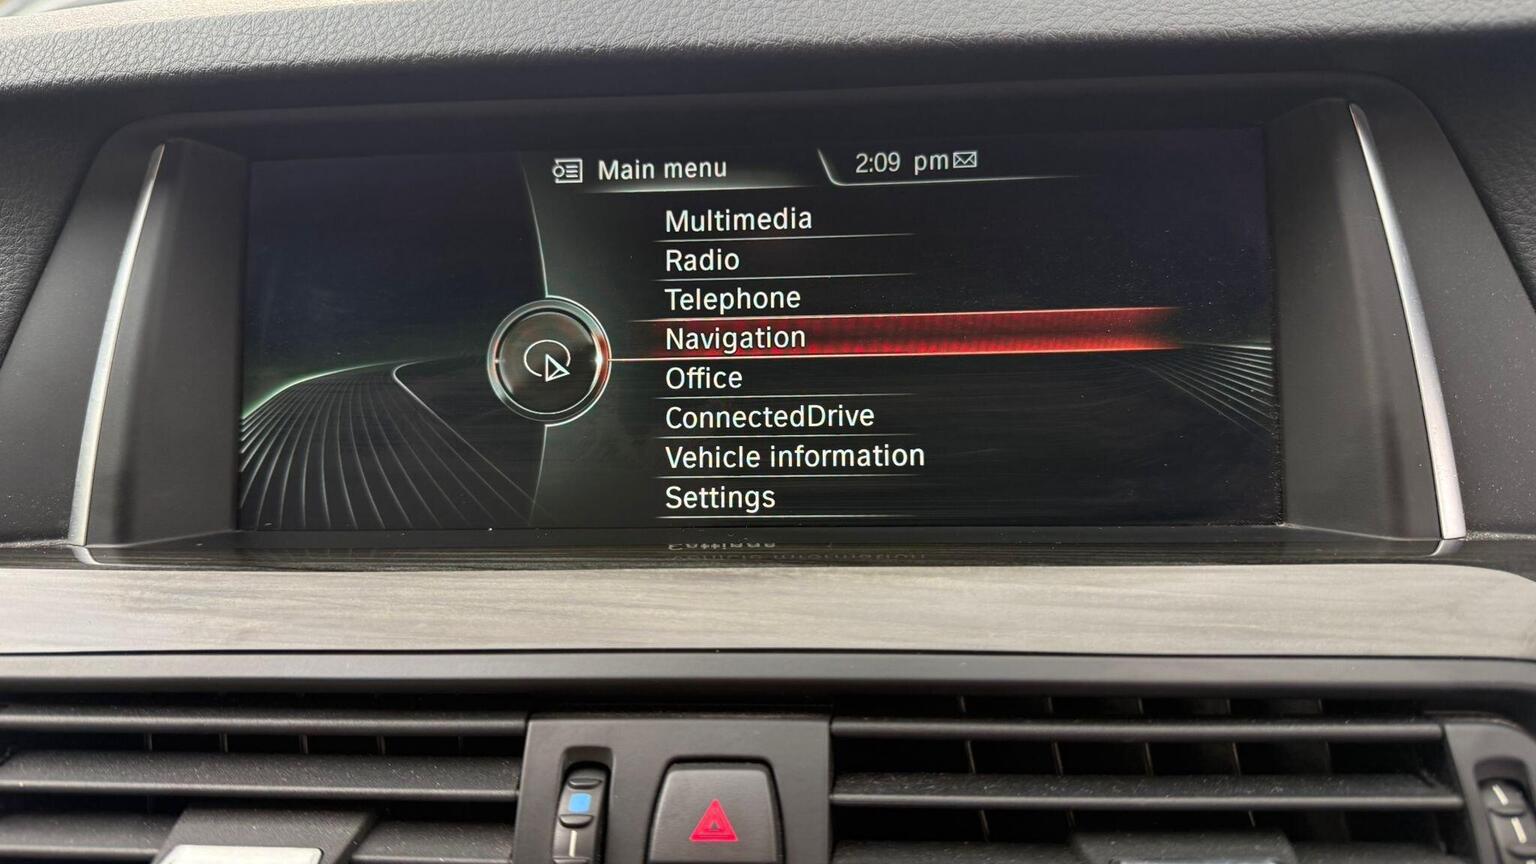 Main menu
2:09 pm
Multimedia
Radio
Telephone
Navigation
Office
ConnectedDrive
Vehicle information
Settings